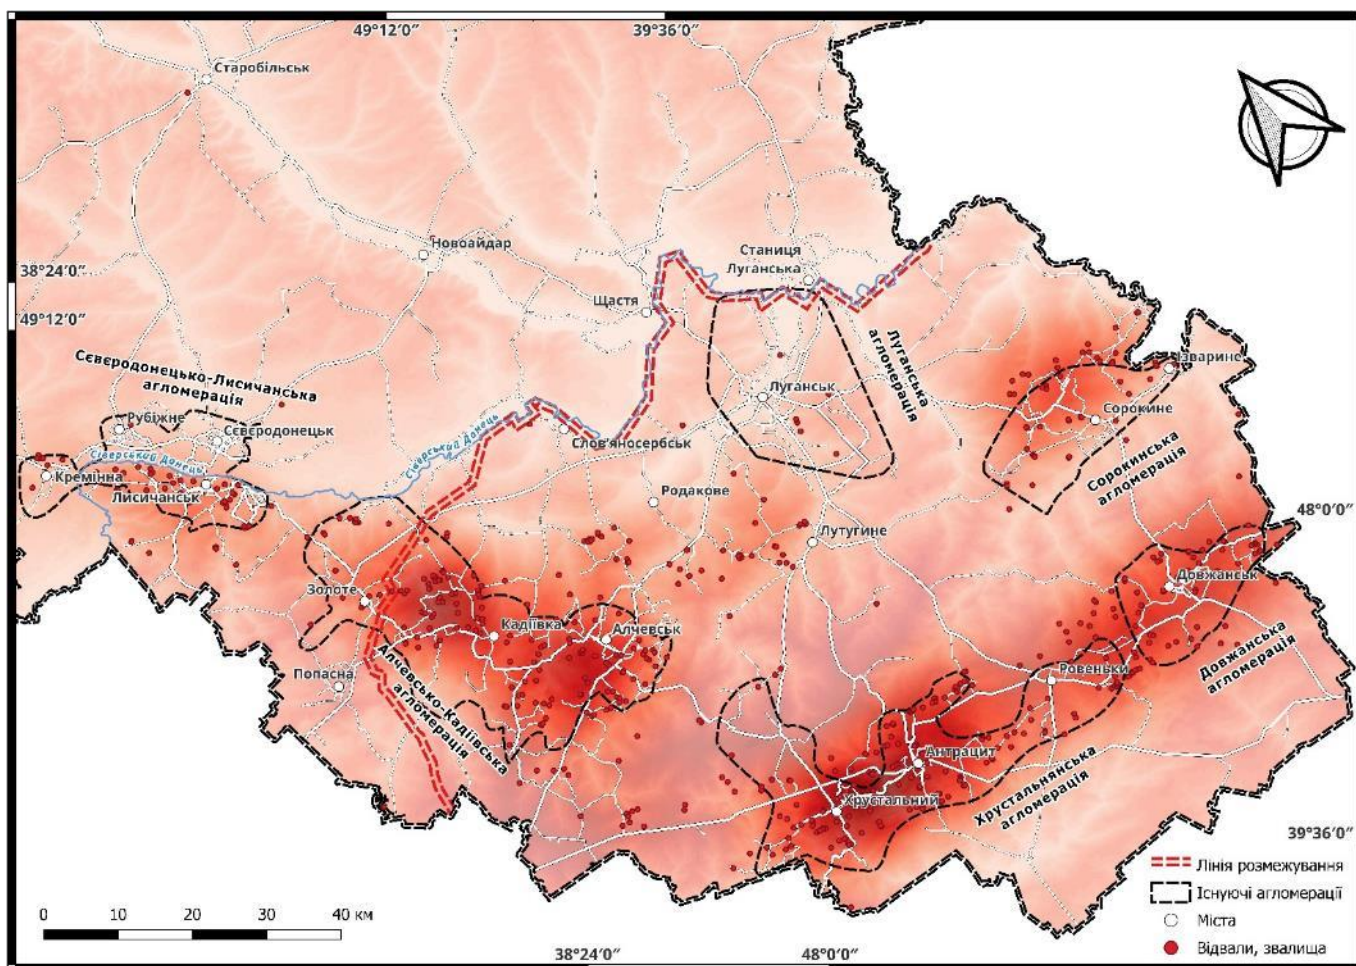 49°12′0″
39°36′0″
Старобільськ
Новоайдар
Станиця
Луганська
38°24′0″
49°12′0″
Щастя
Сєвєродонецько-Лисичанська
агломерація
Луганська
агломерація
Ізварине
Рубіжне
Сєвєродонецьк
Луганськ
Сорокине
Слов'яносербськ
Сіверський Донець
Сіверський Донець
Кремінна
Лисичанськ
Родакове
Сорокинська
агломерація
48°0′0″
Лутугине
Золоте
Довжанськ
Кадіївка
Алчевськ
Попасна
Алчевсько-Кадіївська
агломерація
Ровеньки
Довжанська
агломерація
Антрацит
Хрустальний
Хрустальнянська
агломерація
39°36′0″
Лінія розмежування
Існуючі агломерації
Міста
Відвали, звалища
0 10 20 30 40 км
38°24′0″
48°0′0″